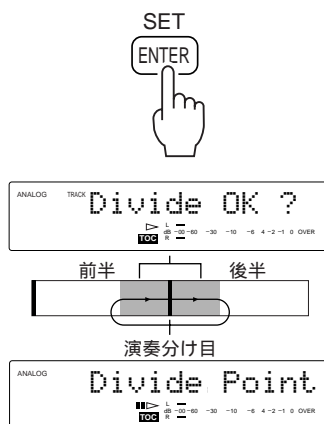 SET
ENTER
ANALOG TRACK Divide OK ?
L
dB -∞ -60 -30 -10 -6 4 -2 -1 0 OVER
TOC R
前半 後半
演奏分け目
ANALOG Divide Point
L
dB -∞ -60 -30 -10 -6 4 -2 -1 0 OVER
TOC R